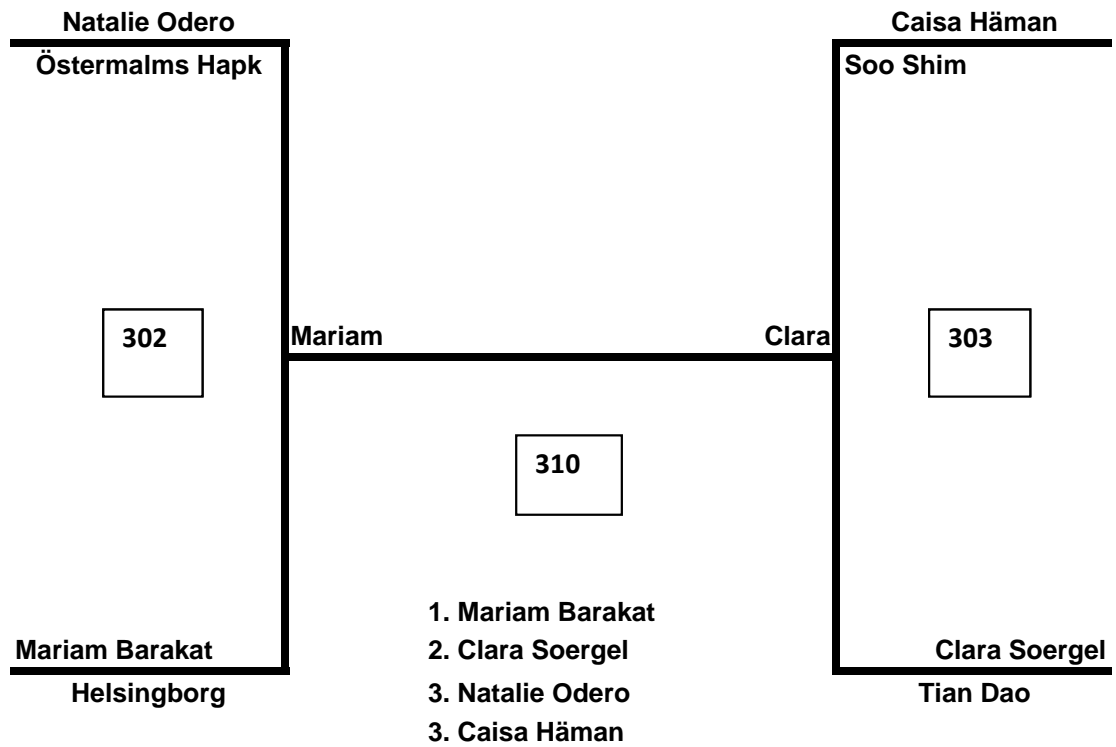 Natalie Odero
Östermalms Hapk
Caisa Häman
Soo Shim
302
Mariam
Clara
303
310
Mariam Barakat
Helsingborg
1. Mariam Barakat
2. Clara Soergel
3. Natalie Odero
3. Caisa Häman
Clara Soergel
Tian Dao